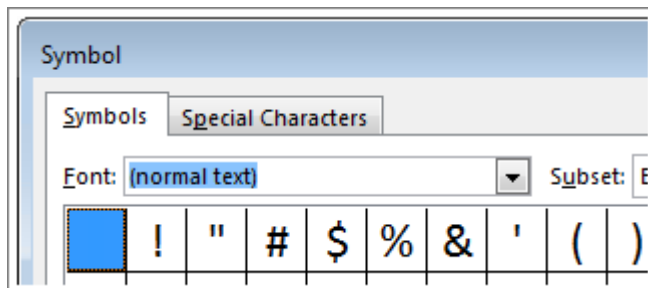 Symbol
Symbols Special Characters
Font: (normal text) Subset:
! " # $ % & ' ( )